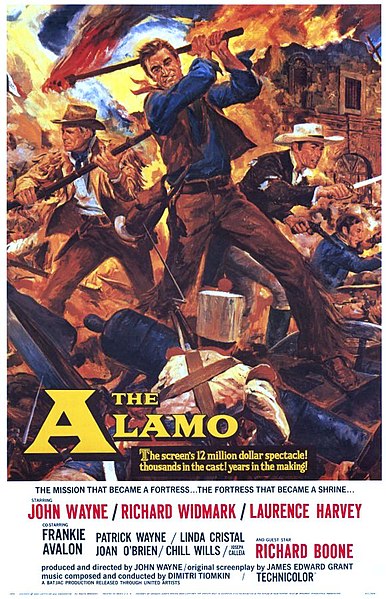 THE
ALAMO
The screen's 12 million dollar spectacle!
thousands in the cast! years in the making!
THE MISSION THAT BECAME A FORTRESS...THE FORTRESS THAT BECAME A SHRINE...
STARRING
JOHN WAYNE / RICHARD WIDMARK / LAURENCE HARVEY
CO-STARRING
FRANKIE AVALON
PATRICK WAYNE / LINDA CRISTAL
JOAN O'BRIEN / CHILL WILLS / JOSEPH CALLEIA
AND GUEST STAR
RICHARD BOONE
produced and directed by JOHN WAYNE / original screenplay by JAMES EDWARD GRANT /
music composed and conducted by DIMITRI TIOMKIN / TECHNICOLOR®
A BATJAC PRODUCTION RELEASED THROUGH UNITED ARTISTS